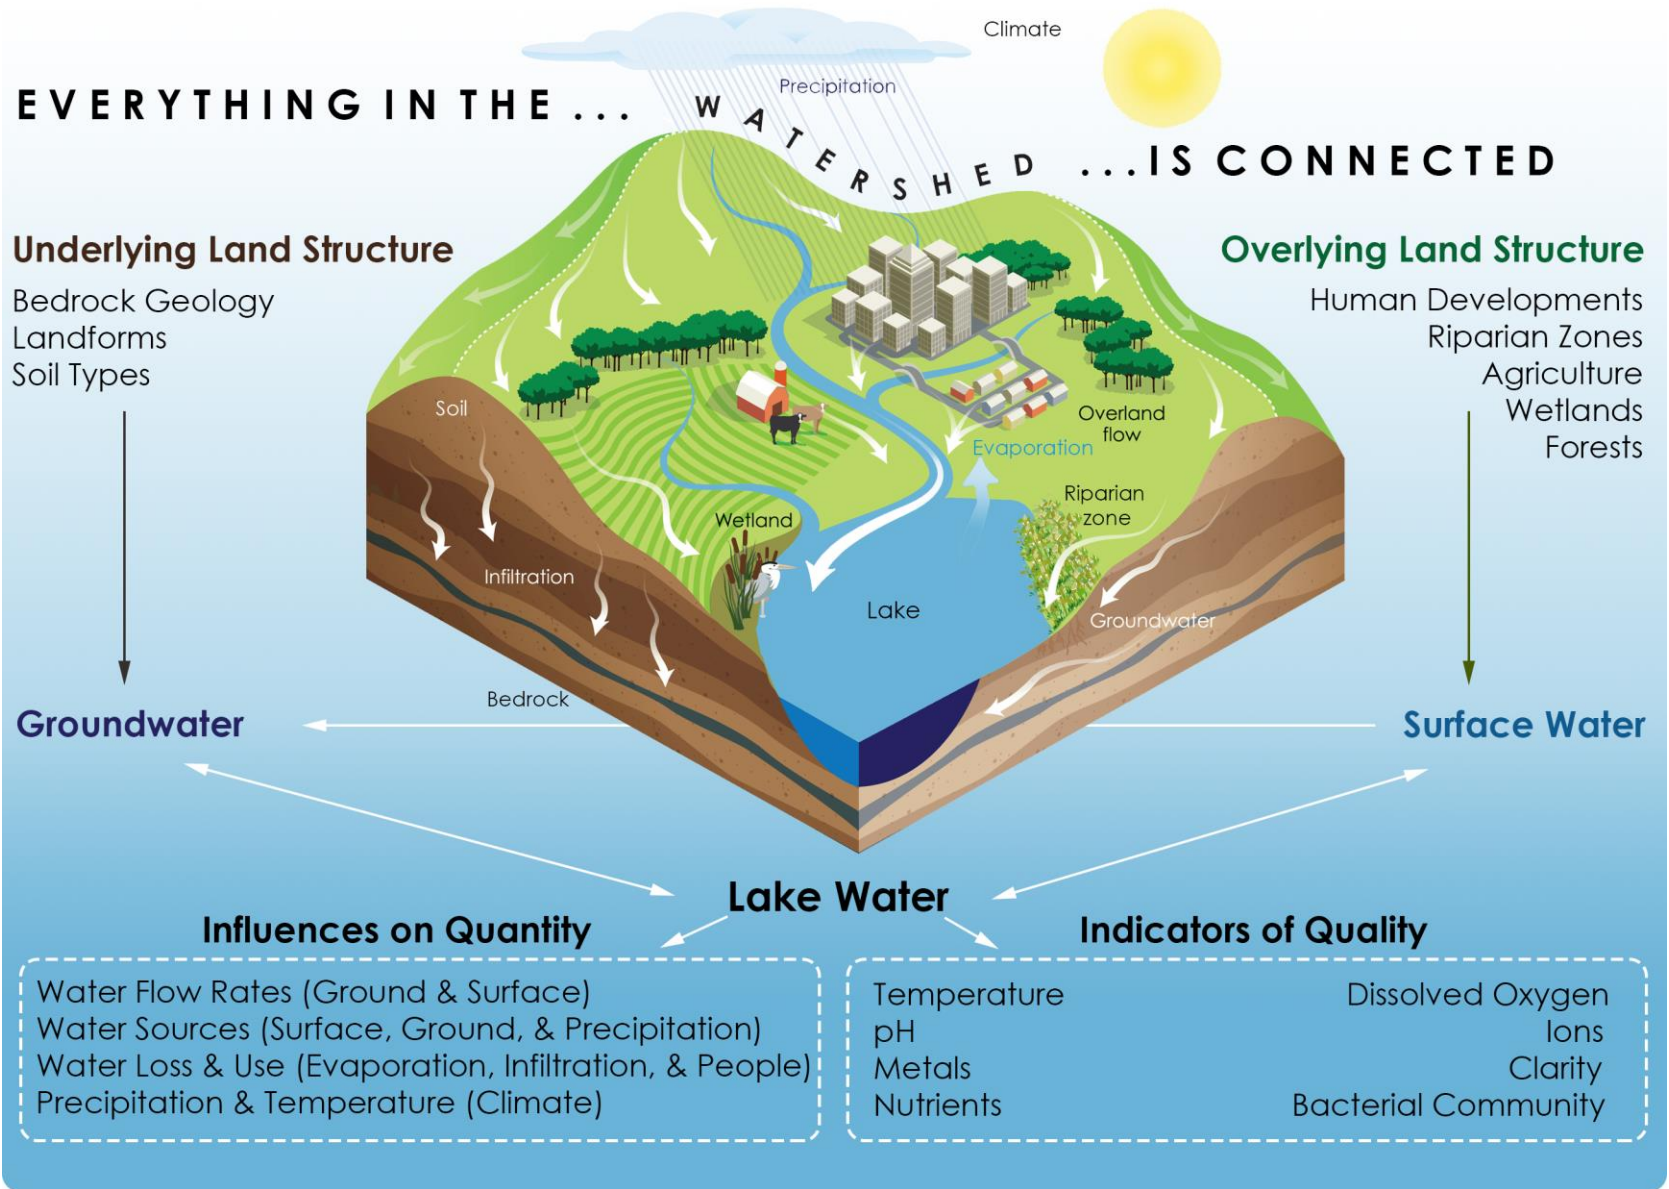 Climate
Precipitation
EVERYTHING IN THE ... WATERSHED ...IS CONNECTED
Underlying Land Structure
Bedrock Geology
Landforms
Soil Types
Overlying Land Structure
Human Developments
Riparian Zones
Agriculture
Wetlands
Forests
Soil
Overland
flow
Evaporation
Riparian
zone
Wetland
Infiltration
Lake
Groundwater
Bedrock
Groundwater
Surface Water
Lake Water
Influences on Quantity
Water Flow Rates (Ground & Surface)
Water Sources (Surface, Ground, & Precipitation)
Water Loss & Use (Evaporation, Infiltration, & People)
Precipitation & Temperature (Climate)
Indicators of Quality
Temperature
pH
Metals
Nutrients
Dissolved Oxygen
Ions
Clarity
Bacterial Community